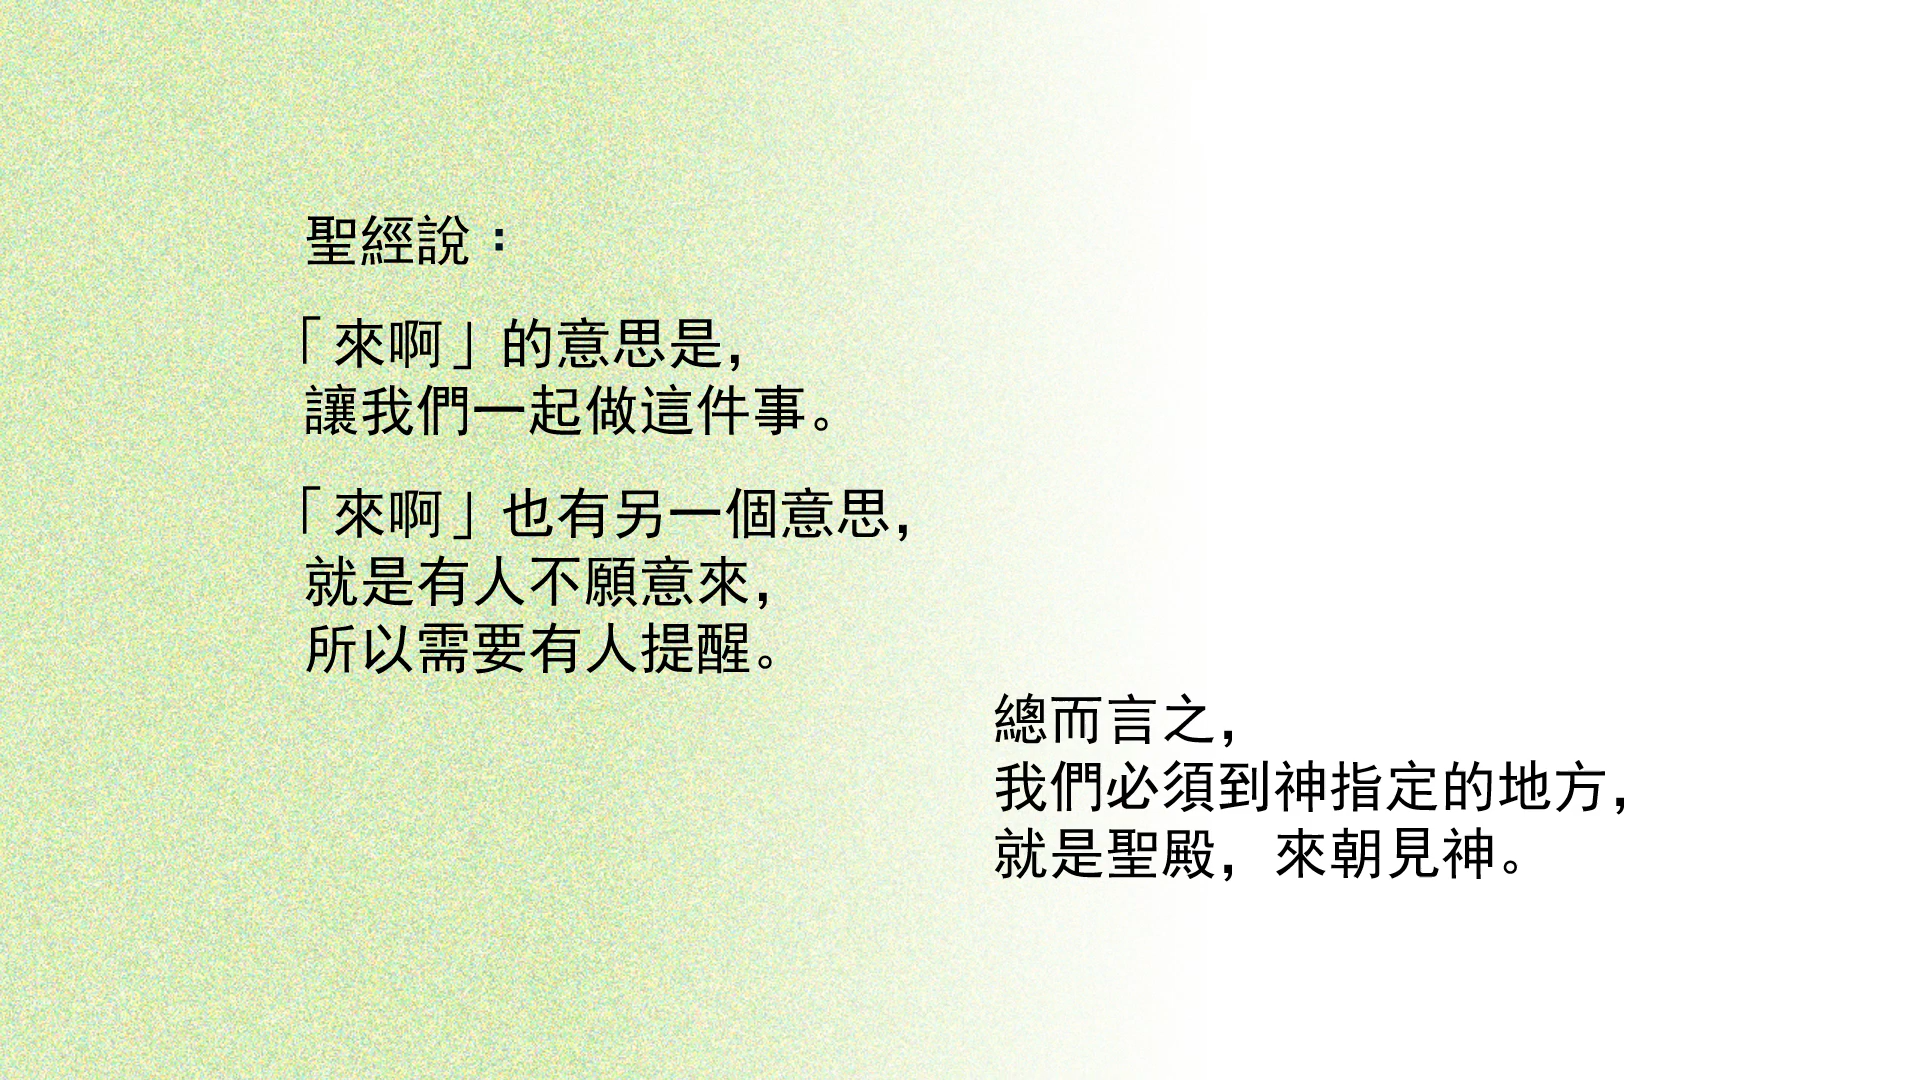 聖經說：
「來啊」的意思是，
讓我們一起做這件事。
「來啊」也有另一個意思，
就是有人不願意來，
所以需要有人提醒。
總而言之，
我們必須到神指定的地方，
就是聖殿，來朝見神。